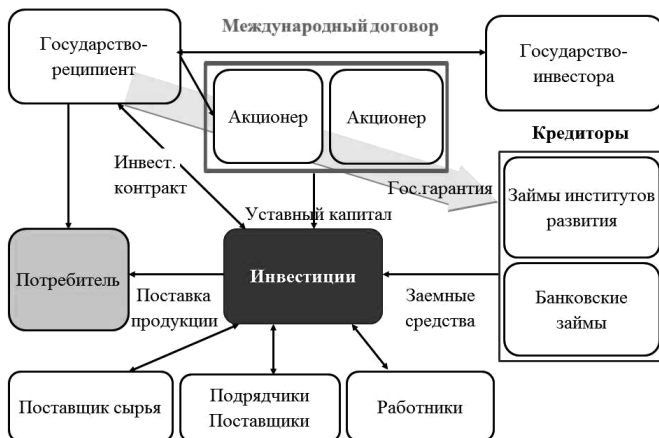 Международный договор
Государство-
реципиент
Государство-
инвестора
Акционер
Акционер
Кредиторы
Инвест.
контракт
Гос.гарантия
Займы институтов
развития
Уставный капитал
Потребитель
Поставка
продукции
Инвестиции
Заемные
средства
Банковские
займы
Поставщик сырья
Подрядчики
Поставщики
Работники